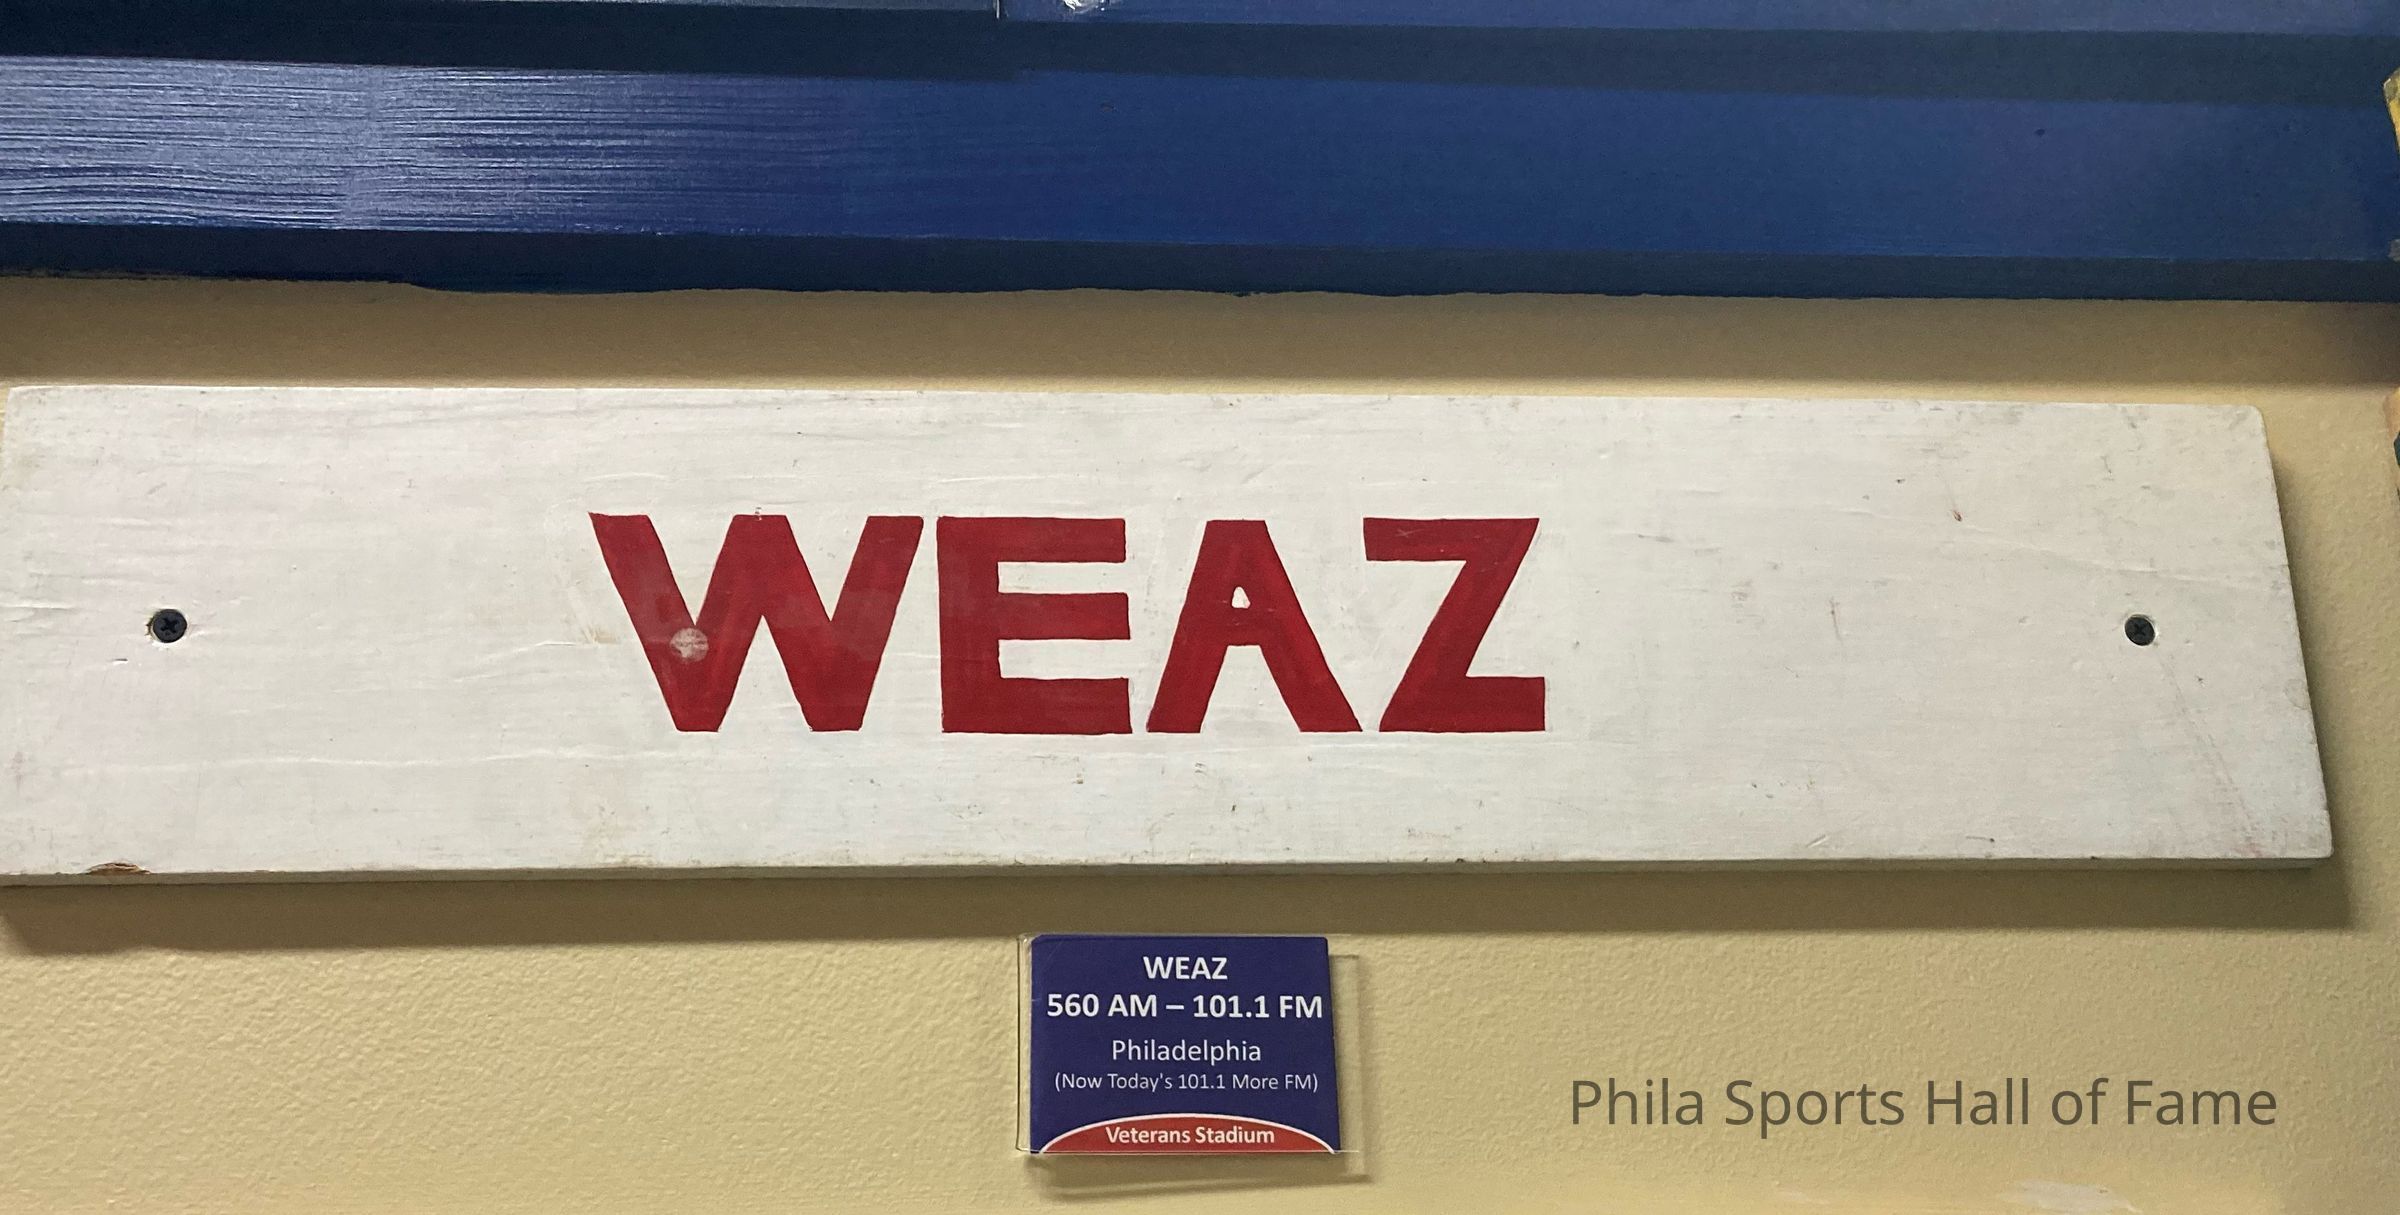 WEAZ
WEAZ
560 AM – 101.1 FM
Philadelphia
(Now Today's 101.1 More FM)
Veterans Stadium
Phila Sports Hall of Fame